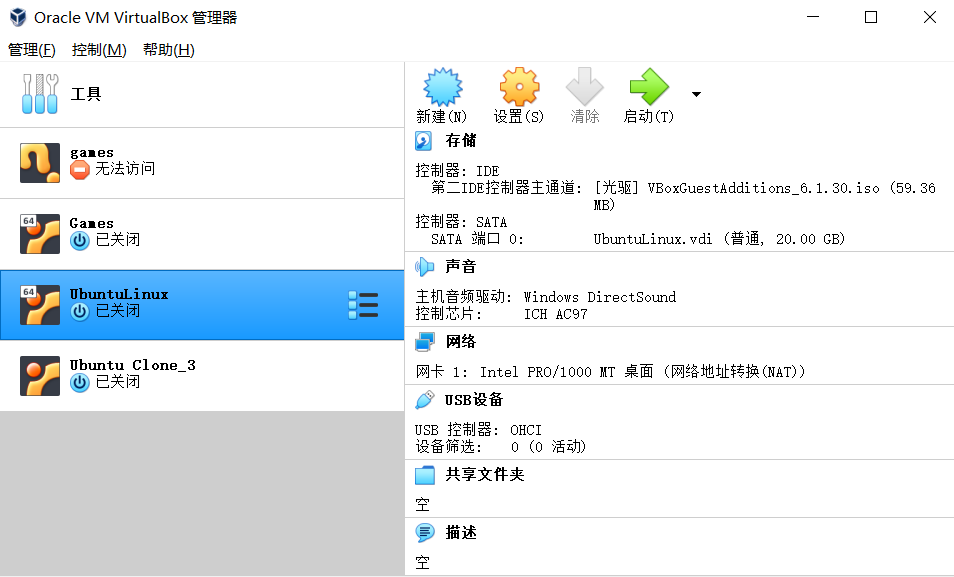 Oracle VM VirtualBox 管理器
管理(F) 控制(M) 帮助(H)
工具
games
无法访问
64
Games
已关闭
64
UbuntuLinux
已关闭
Ubuntu Clone_3
已关闭
新建(N) 设置(S) 清除 启动(T)
存储
控制器: IDE
第二IDE控制器主通道: [光驱] VBoxGuestAdditions_6.1.30.iso (59.36
MB)
控制器: SATA
SATA 端口 0: UbuntuLinux.vdi (普通, 20.00 GB)
声音
主机音频驱动: Windows DirectSound
控制芯片: ICH AC97
网络
网卡 1: Intel PRO/1000 MT 桌面 (网络地址转换(NAT))
USB设备
USB 控制器: OHCI
设备筛选: 0 (0 活动)
共享文件夹
空
描述
空